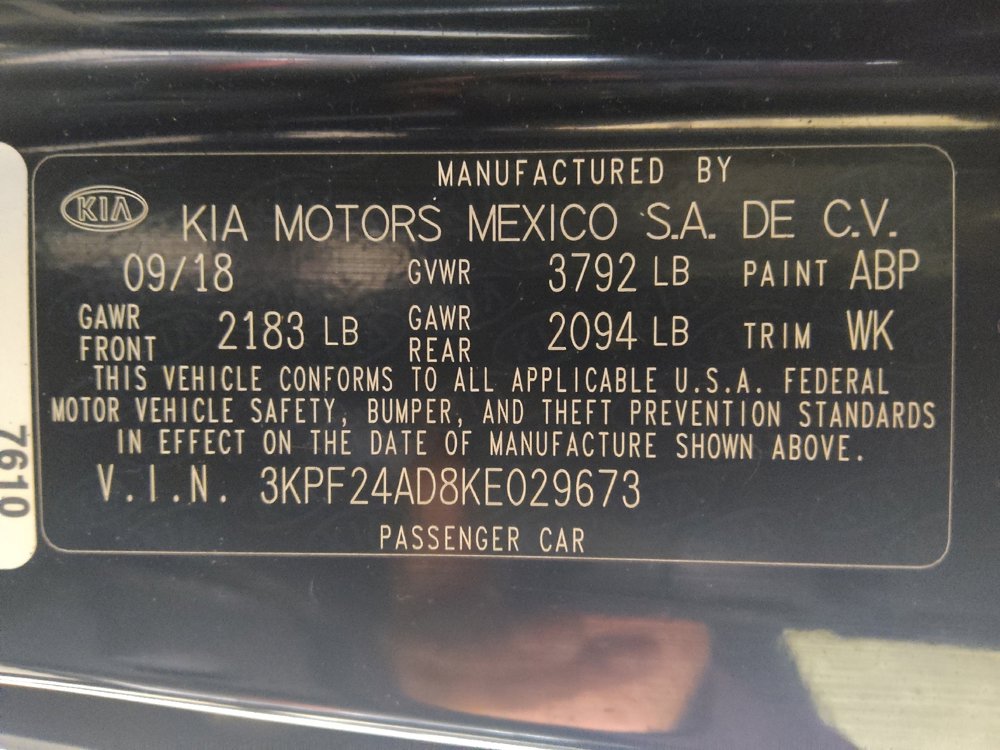 MANUFACTURED BY
KIA KIA MOTORS MEXICO S.A. DE C.V.
09/18 GVWR 3792 LB PAINT ABP
GAWR FRONT 2183 LB GAWR REAR 2094 LB TRIM WK
THIS VEHICLE CONFORMS TO ALL APPLICABLE U.S.A. FEDERAL
MOTOR VEHICLE SAFETY, BUMPER, AND THEFT PREVENTION STANDARDS
IN EFFECT ON THE DATE OF MANUFACTURE SHOWN ABOVE.
V.I.N. 3KPF24AD8KE029673
PASSENGER CAR
7610